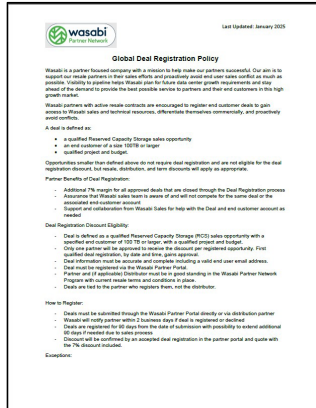 wasabi
Partner Network
Last Updated: January 2025
Global Deal Registration Policy
Wasabi is a partner focused company with a mission to help make our partners successful. Our aim is to
support our resale partners in their sales efforts and proactively avoid end user sales conflict as much as
possible. Visibility to pipeline helps Wasabi plan for future data center growth requirements and stay
ahead of the demand to provide the best possible service to partners and their end customers in this high
growth market.
Wasabi partners with active resale contracts are encouraged to register end customer deals to gain
access to Wasabi sales and technical resources, differentiate themselves commercially, and proactively
avoid conflicts.
A deal is defined as:
• a qualified Reserved Capacity Storage sales opportunity
• an end customer of a size 100TB or larger
• qualified project and budget.
Opportunities smaller than defined above do not require deal registration and are not eligible for the deal
registration discount, but resale, distribution, and term discounts will apply as appropriate.
Partner Benefits of Deal Registration:
- Additional 7% margin for all approved deals that are closed through the Deal Registration process
- Assurance that Wasabi sales team is aware of and will not compete for the same deal or the
associated end-customer account
- Support and collaboration from Wasabi Sales for help with the Deal and end customer account as
needed
Deal Registration Discount Eligibility:
- Deal is defined as a qualified Reserved Capacity Storage (RCS) sales opportunity with a
specified end customer of 100 TB or larger, with a qualified project and budget.
- Only one partner will be approved to receive the discount per registered opportunity. First
qualified deal registration, by date and time, gains approval.
- Deal information must be accurate and complete including a valid end user email address.
- Deal must be registered via the Wasabi Partner Portal.
- Partner and (if applicable) Distributor must be in good standing in the Wasabi Partner Network
Program with current resale terms and conditions in place.
- Deals are tied to the partner who registers them, not the distributor.
How to Register:
- Deals must be submitted through the Wasabi Partner Portal directly or via distribution partner
- Wasabi will notify partner within 2 business days if deal is registered or declined
- Deals are registered for 90 days from the date of submission with possibility to extend additional
90 days if needed due to sales process
- Discount will be confirmed by an accepted deal registration in the partner portal and quote with
the 7% discount included.
Exceptions: